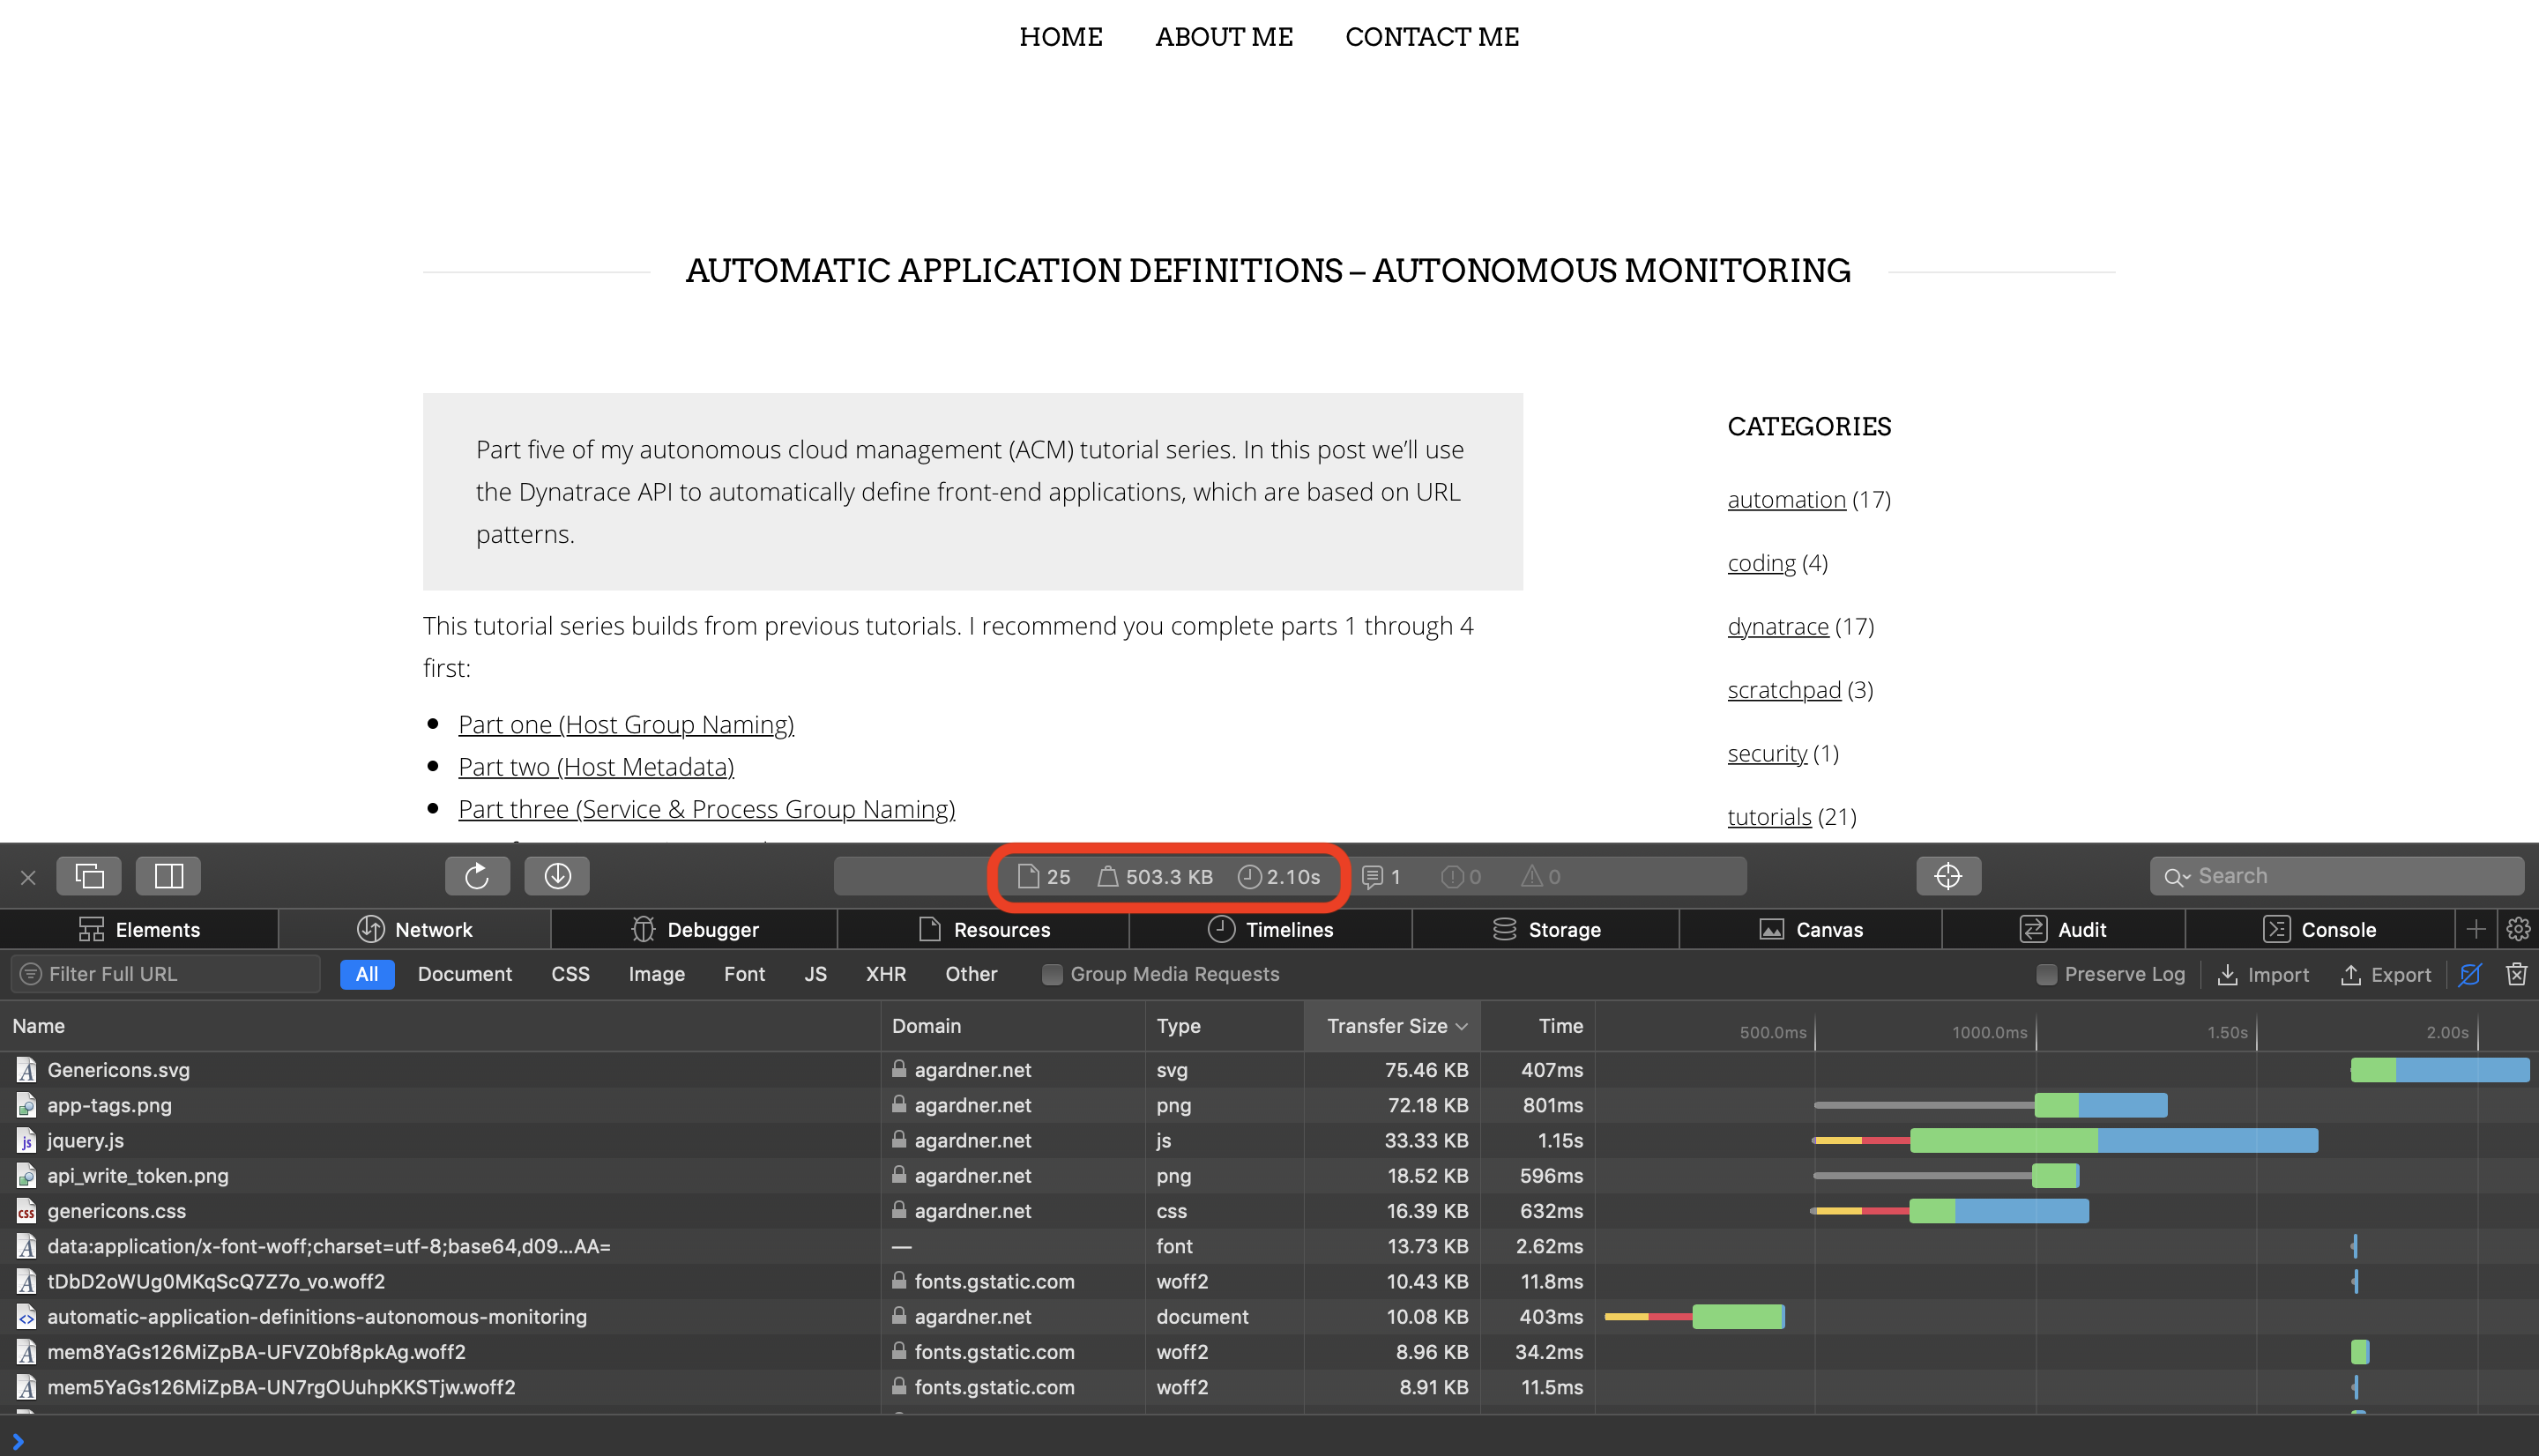 HOME ABOUT ME CONTACT ME
AUTOMATIC APPLICATION DEFINITIONS – AUTONOMOUS MONITORING
Part five of my autonomous cloud management (ACM) tutorial series. In this post we’ll use
the Dynatrace API to automatically define front-end applications, which are based on URL
patterns.
This tutorial series builds from previous tutorials. I recommend you complete parts 1 through 4
first:
Part one (Host Group Naming)
Part two (Host Metadata)
Part three (Service & Process Group Naming)
CATEGORIES
automation (17)
coding (4)
dynatrace (17)
scratchpad (3)
security (1)
tutorials (21)
25 503.3 KB 2.10s 1 0 0 Search
Elements Network Debugger Resources Timelines Storage Canvas Audit Console
Filter Full URL All Document CSS Image Font JS XHR Other Group Media Requests Preserve Log Import Export
Name Domain Type Transfer Size Time 500.0ms 1000.0ms 1.50s 2.00s
Genericons.svg agardner.net svg 75.46 KB 407ms
app-tags.png agardner.net png 72.18 KB 801ms
jquery.js agardner.net js 33.33 KB 1.15s
api_write_token.png agardner.net png 18.52 KB 596ms
genericons.css agardner.net css 16.39 KB 632ms
data:application/x-font-woff;charset=utf-8;base64,d09...AA= — font 13.73 KB 2.62ms
tDbD2oWUg0MKqScQ7Z7o_vo.woff2 fonts.gstatic.com woff2 10.43 KB 11.8ms
automatic-application-definitions-autonomous-monitoring agardner.net document 10.08 KB 403ms
mem8YaGs126MiZpBA-UFVZ0bf8pkAg.woff2 fonts.gstatic.com woff2 8.96 KB 34.2ms
mem5YaGs126MiZpBA-UN7rgOUuhpKKSTjw.woff2 fonts.gstatic.com woff2 8.91 KB 11.5ms